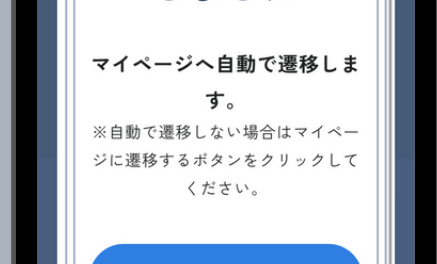 マイページへ自動で遷移しま
す。
※自動で遷移しない場合はマイペー
ジに遷移するボタンをクリックして
ください。